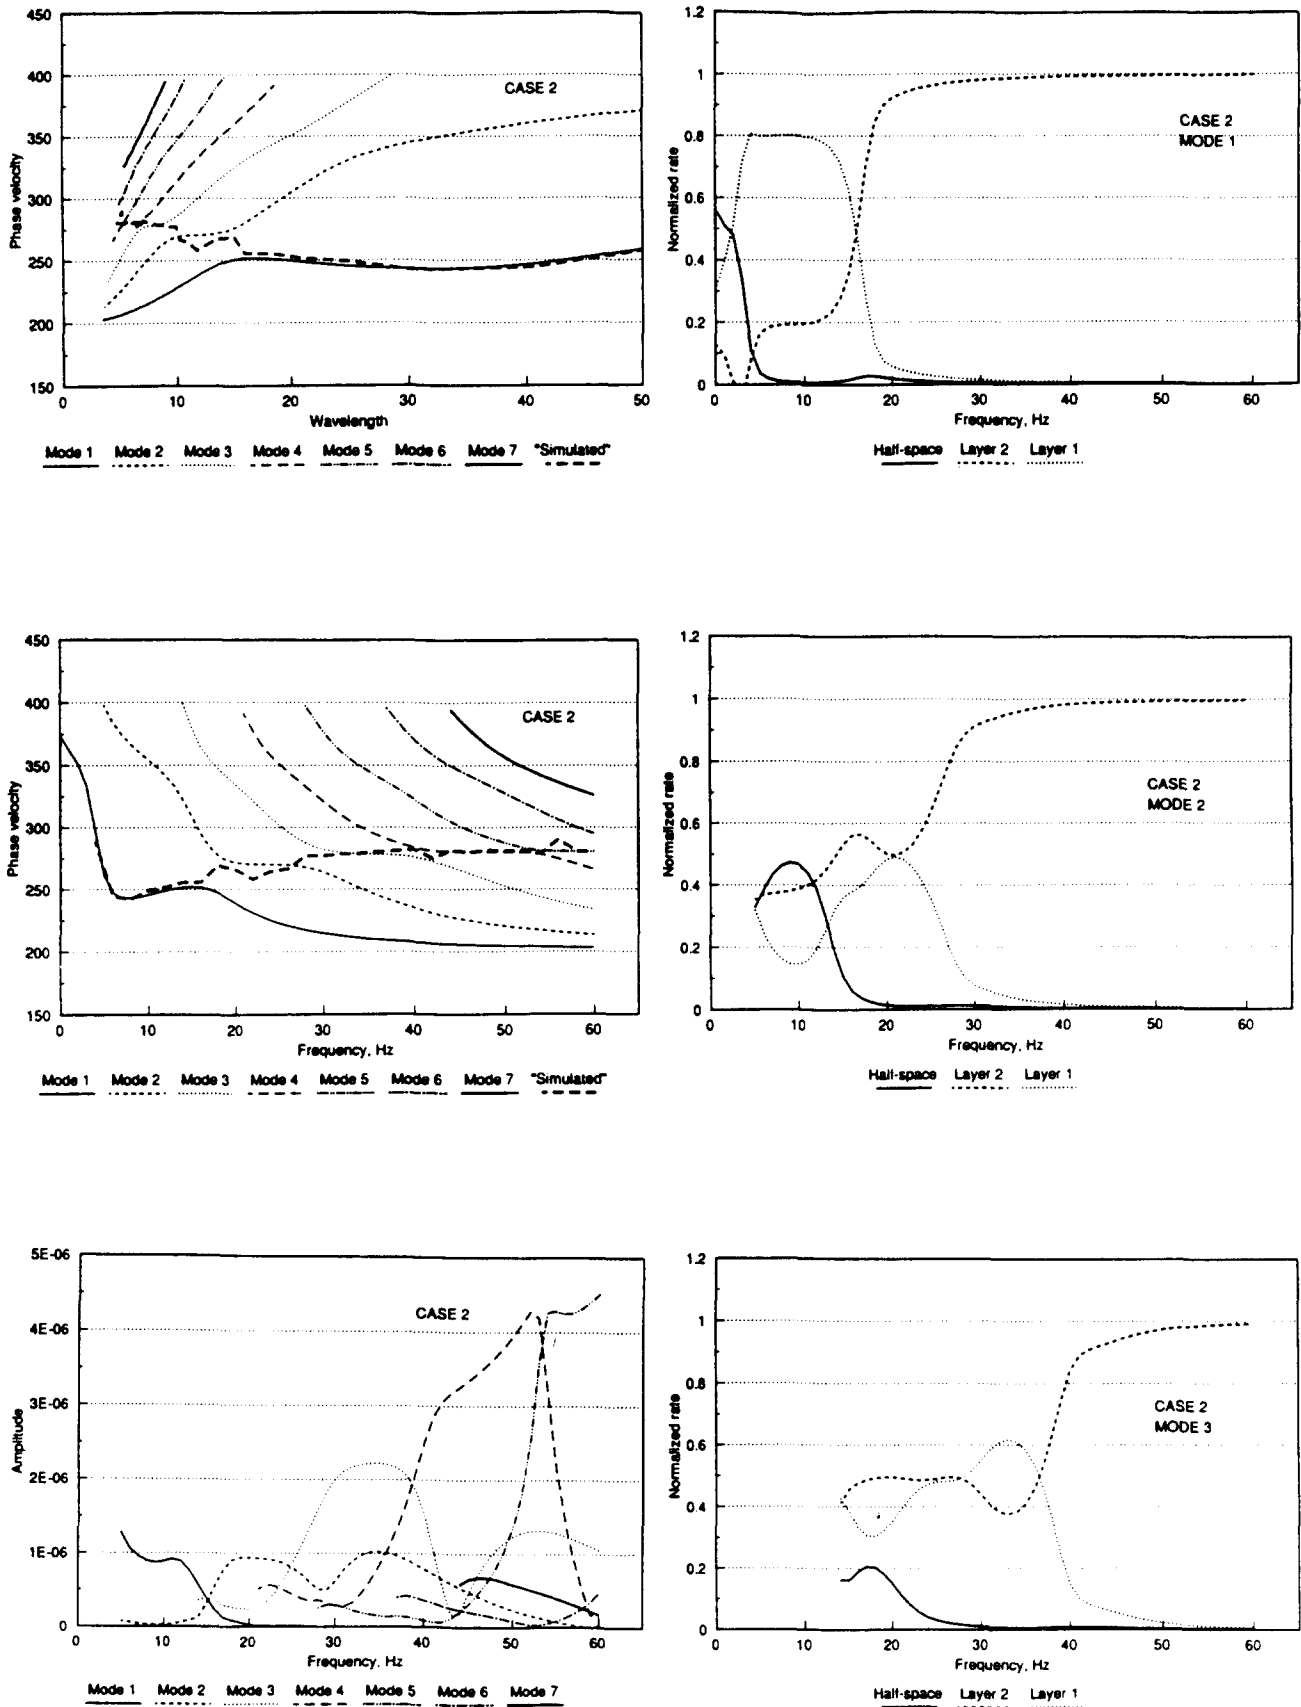 450
400
350
300
250
200
150
Phase velocity
CASE 2
0 10 20 30 40 50
Wavelength
Mode 1 Mode 2 Mode 3 Mode 4 Mode 5 Mode 6 Mode 7 "Simulated"
1.2
1
0.8
0.6
0.4
0.2
0
Normalized rate
CASE 2
MODE 1
0 10 20 30 40 50 60
Frequency, Hz
Half-space Layer 2 Layer 1
450
400
350
300
250
200
150
Phase velocity
CASE 2
0 10 20 30 40 50 60
Frequency, Hz
Mode 1 Mode 2 Mode 3 Mode 4 Mode 5 Mode 6 Mode 7 "Simulated"
1.2
1
0.8
0.6
0.4
0.2
0
Normalized rate
CASE 2
MODE 2
0 10 20 30 40 50 60
Frequency, Hz
Half-space Layer 2 Layer 1
5E-06
4E-06
3E-06
2E-06
1E-06
0
Amplitude
CASE 2
0 10 20 30 40 50 60
Frequency, Hz
Mode 1 Mode 2 Mode 3 Mode 4 Mode 5 Mode 6 Mode 7
1.2
1
0.8
0.6
0.4
0.2
0
Normalized rate
CASE 2
MODE 3
0 10 20 30 40 50 60
Frequency, Hz
Half-space Layer 2 Layer 1